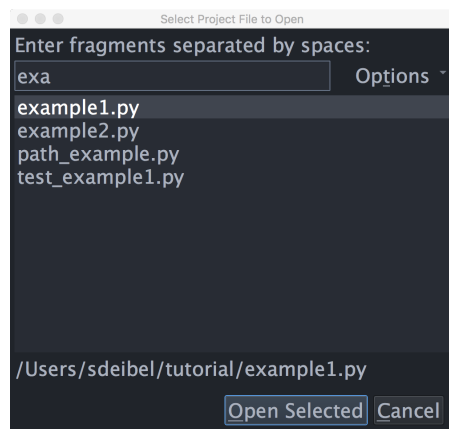 Select Project File to Open
Enter fragments separated by spaces:
exa
Options
example1.py
example2.py
path_example.py
test_example1.py
/Users/sdeibel/tutorial/example1.py
Open Selected Cancel